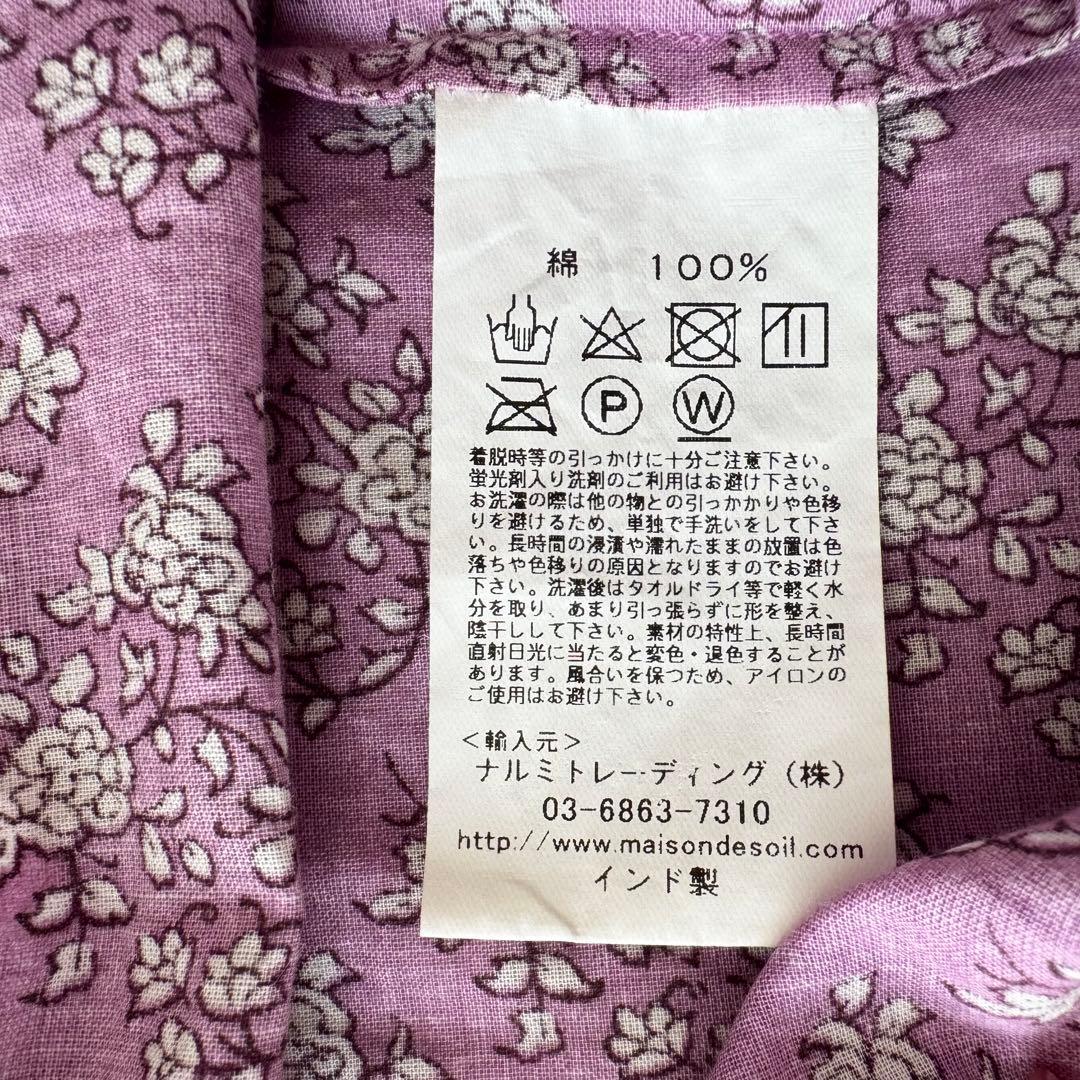 綿 100%
P W
着脱時等の引っかけに十分ご注意下さい。
蛍光剤入り洗剤のご利用はお避け下さい。
お洗濯の際は他の物との引っかかりや色移
りを避けるため、単独で手洗いをして下さ
い。長時間の浸漬や濡れたままの放置は色
落ちや色移りの原因となりますのでお避け
下さい。洗濯後はタオルドライ等で軽く水
分を取り、あまり引っ張らずに形を整え、
陰干しして下さい。素材の特性上、長時間
直射日光に当たると変色・退色することが
あります。風合いを保つため、アイロンの
ご使用はお避け下さい。
＜輸入元＞
ナルミトレーディング（株）
03-6863-7310
http://www.maisondesoil.com
インド製